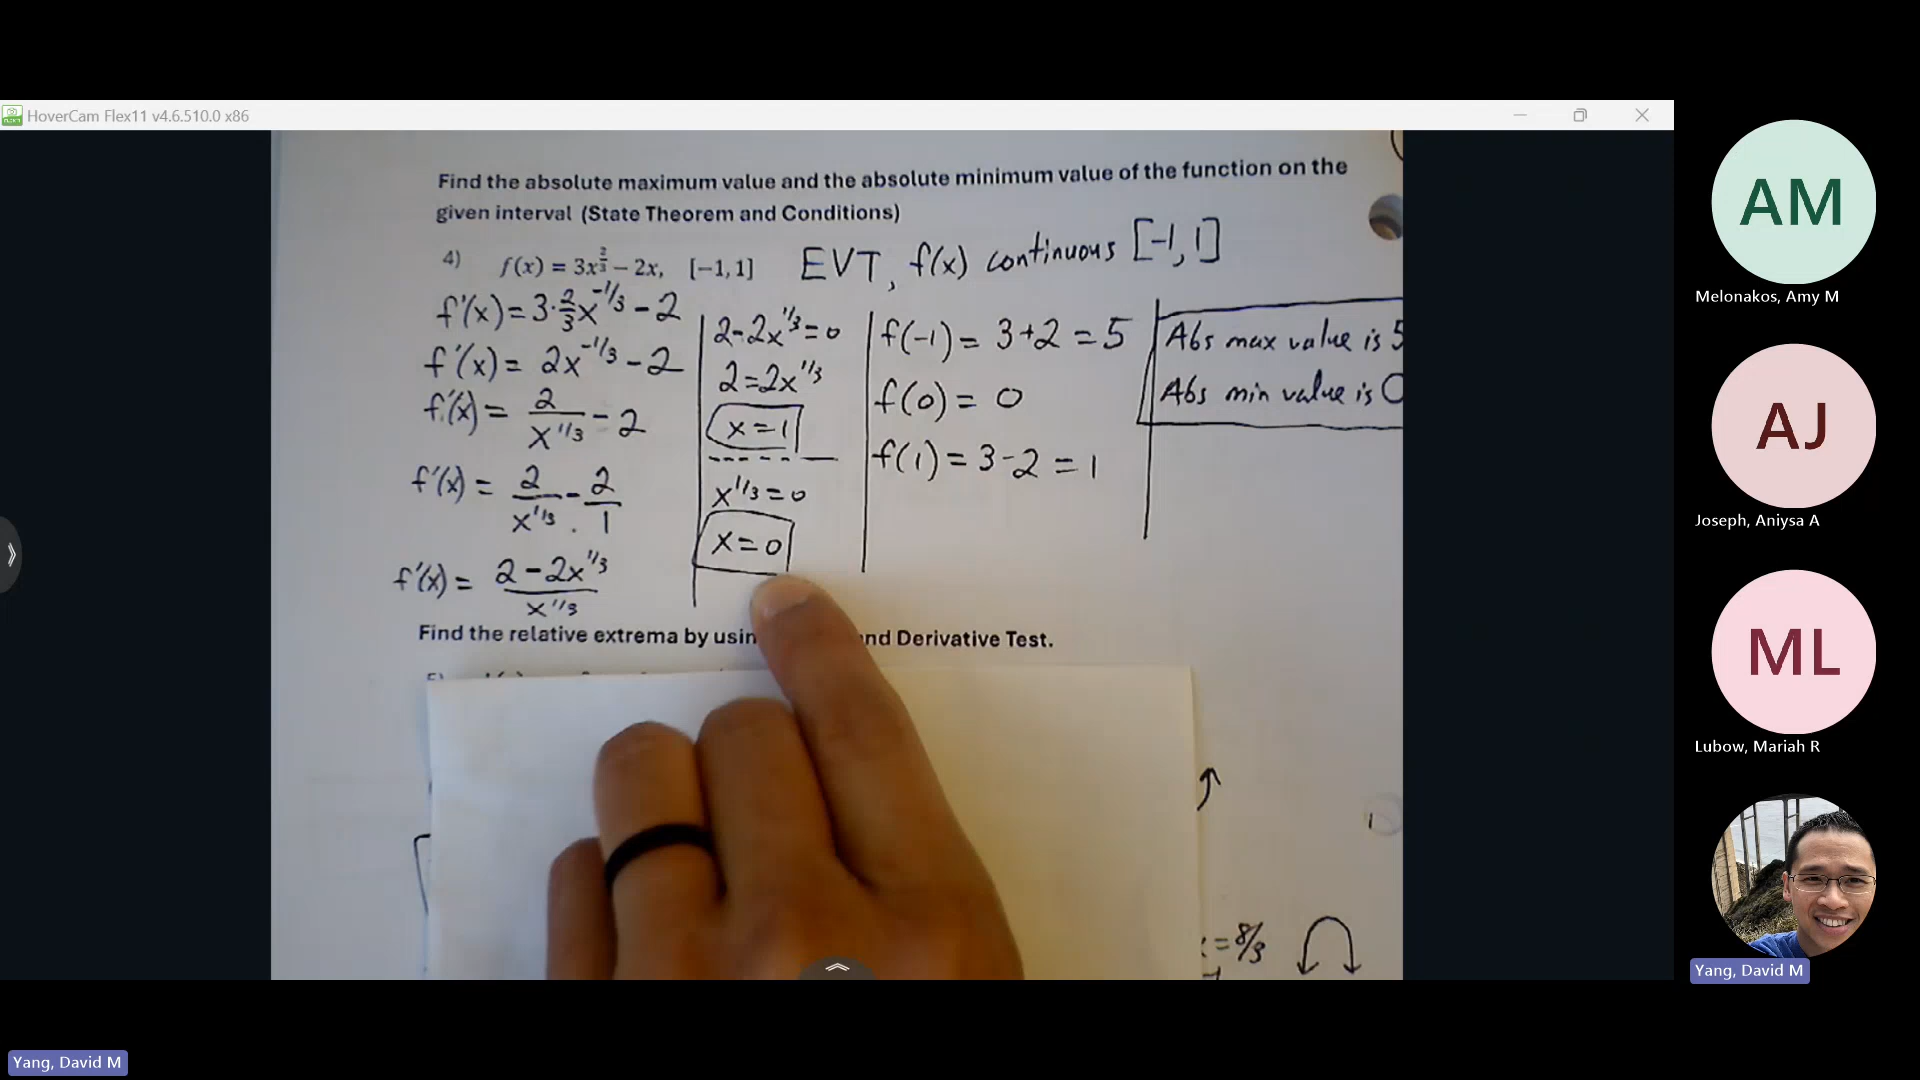 HoverCam Flex11 v4.6.510.0 x86
Find the absolute maximum value and the absolute minimum value of the function on the
given interval (State Theorem and Conditions)
4) f(x) = 3x^{2/3} − 2x, [−1, 1]
EVT, f(x) continuous [-1, 1]
f'(x) = 3·2/3x^{-1/3} - 2
f'(x) = 2x^{-1/3} - 2
f'(x) = 2/x^{1/3} - 2
f'(x) = 2/x^{1/3} - 2/1
f'(x) = (2 - 2x^{1/3})/x^{1/3}
2-2x^{1/3} = 0
2 = 2x^{1/3}
x = 1
x^{1/3} = 0
x = 0
f(-1) = 3+2 = 5
f(0) = 0
f(1) = 3-2 = 1
Abs max value is 5
Abs min value is 0
Find the relative extrema by usin
nd Derivative Test.
= 8/3
AM
Melonakos, Amy M
AJ
Joseph, Aniysa A
ML
Lubow, Mariah R
Yang, David M
Yang, David M